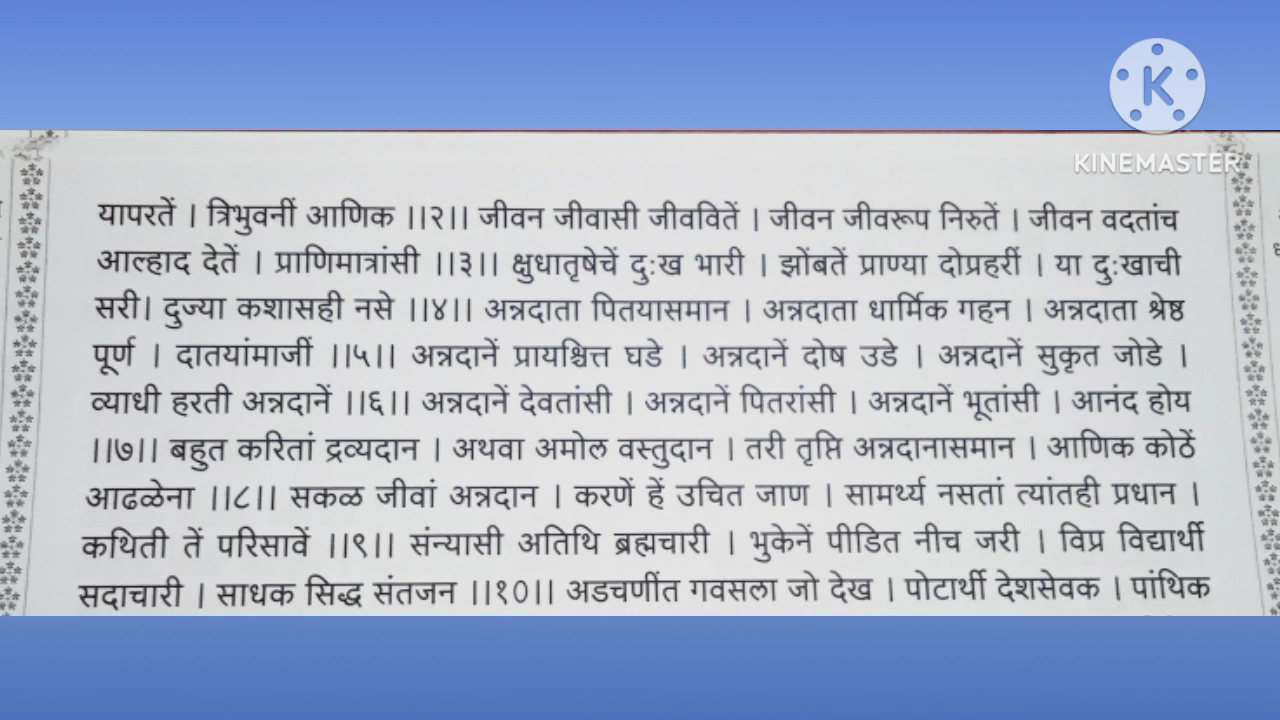 KINEMASTER
यापरतें । त्रिभुवनीं आणिक ।।२।। जीवन जीवासी जीववितें । जीवन जीवरूप निरुतें । जीवन वदतांच
आल्हाद देतें । प्राणिमात्रांसी ।।३।। क्षुधातृषेचें दुःख भारी । झोंबतें प्राण्या दोप्रहरीं । या दुःखाची
सरी। दुज्या कशासही नसे ।।४।। अन्नदाता पितयासमान । अन्नदाता धार्मिक गहन । अन्नदाता श्रेष्ठ
पूर्ण । दातयांमाजीं ।।५।। अन्नदानें प्रायश्चित्त घडे । अन्नदानें दोष उडे । अन्नदानें सुकृत जोडे ।
व्याधी हरती अन्नदानें ।।६।। अन्नदानें देवतांसी । अन्नदानें पितरांसी । अन्नदानें भूतांसी । आनंद होय
।।७।। बहुत करितां द्रव्यदान । अथवा अमोल वस्तुदान । तरी तृप्ति अन्नदानासमान । आणिक कोठें
आढळेना ।।८।। सकळ जीवां अन्नदान । करणें हें उचित जाण । सामर्थ्य नसतां त्यांतही प्रधान ।
कथिती तें परिसावें ।।९।। संन्यासी अतिथि ब्रह्मचारी । भुकेनें पीडित नीच जरी । विप्र विद्यार्थी
सदाचारी । साधक सिद्ध संतजन ।।१०।। अडचणींत गवसला जो देख । पोटार्थी देशसेवक । पांथिक